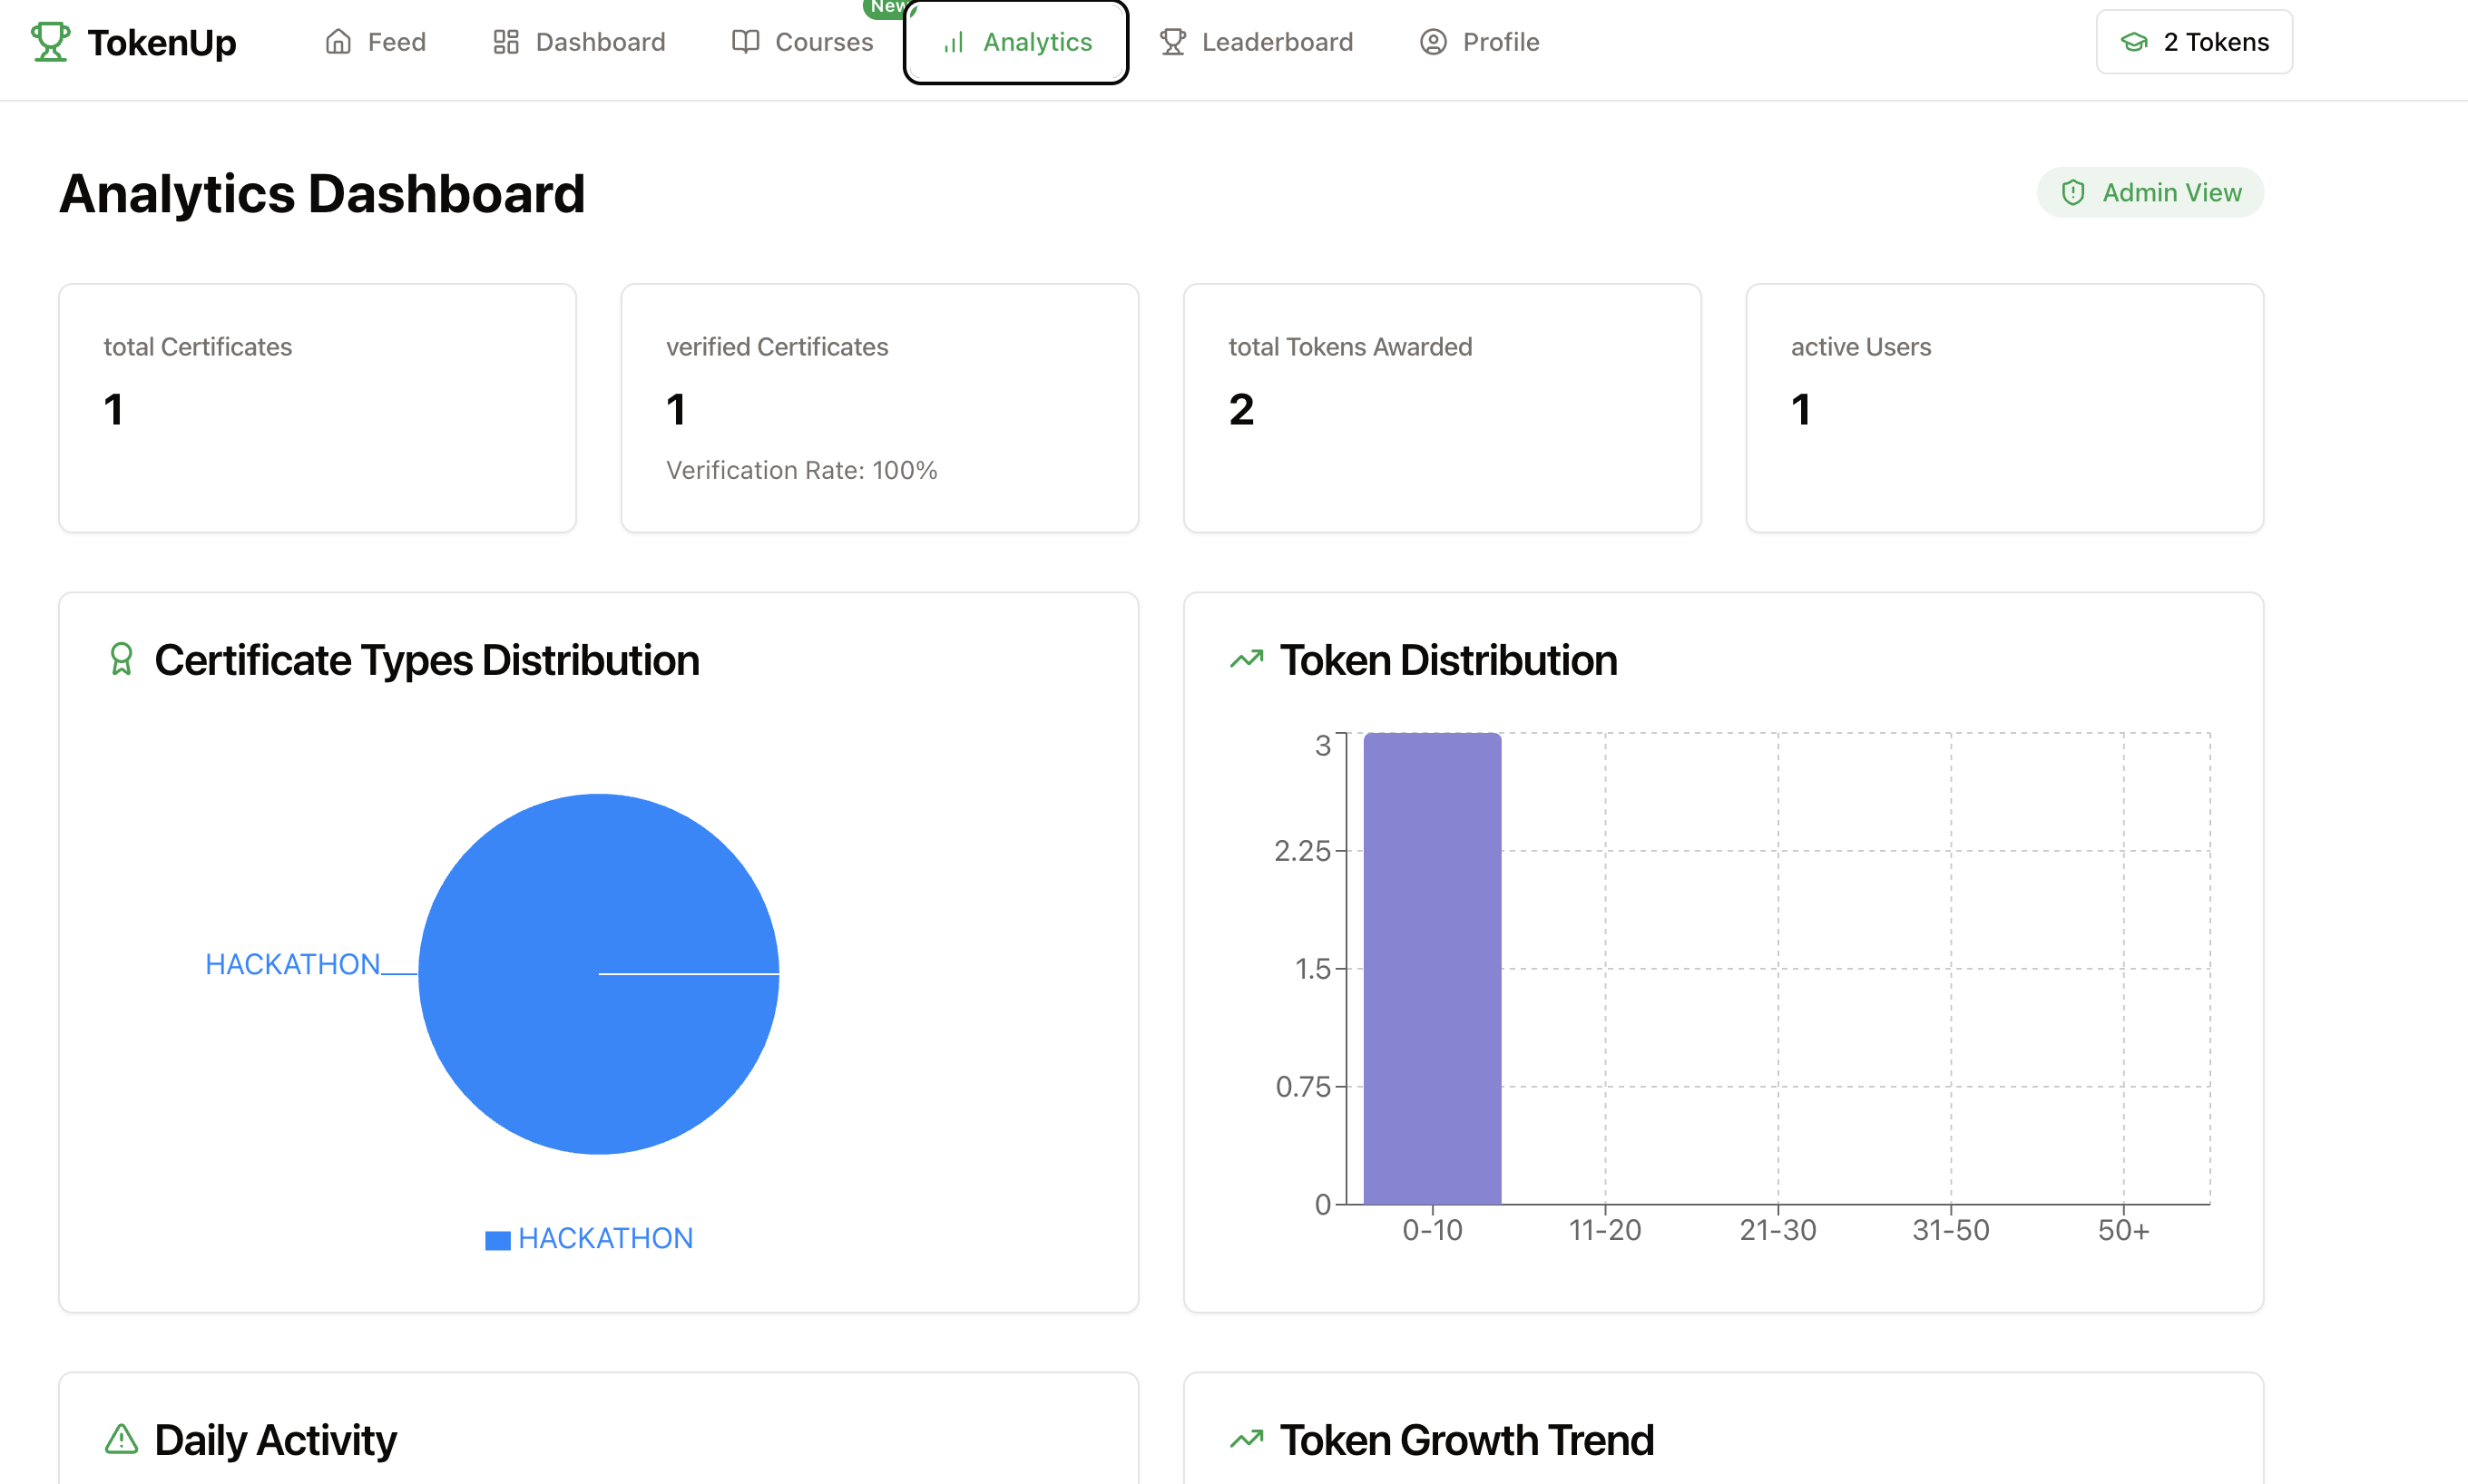 New
TokenUp Feed Dashboard Courses Analytics Leaderboard Profile 2 Tokens
Analytics Dashboard Admin View
total Certificates
1
verified Certificates
1
Verification Rate: 100%
total Tokens Awarded
2
active Users
1
Certificate Types Distribution
HACKATHON
HACKATHON
Token Distribution
3
2.25
1.5
0.75
0
0-10 11-20 21-30 31-50 50+
Daily Activity
Token Growth Trend